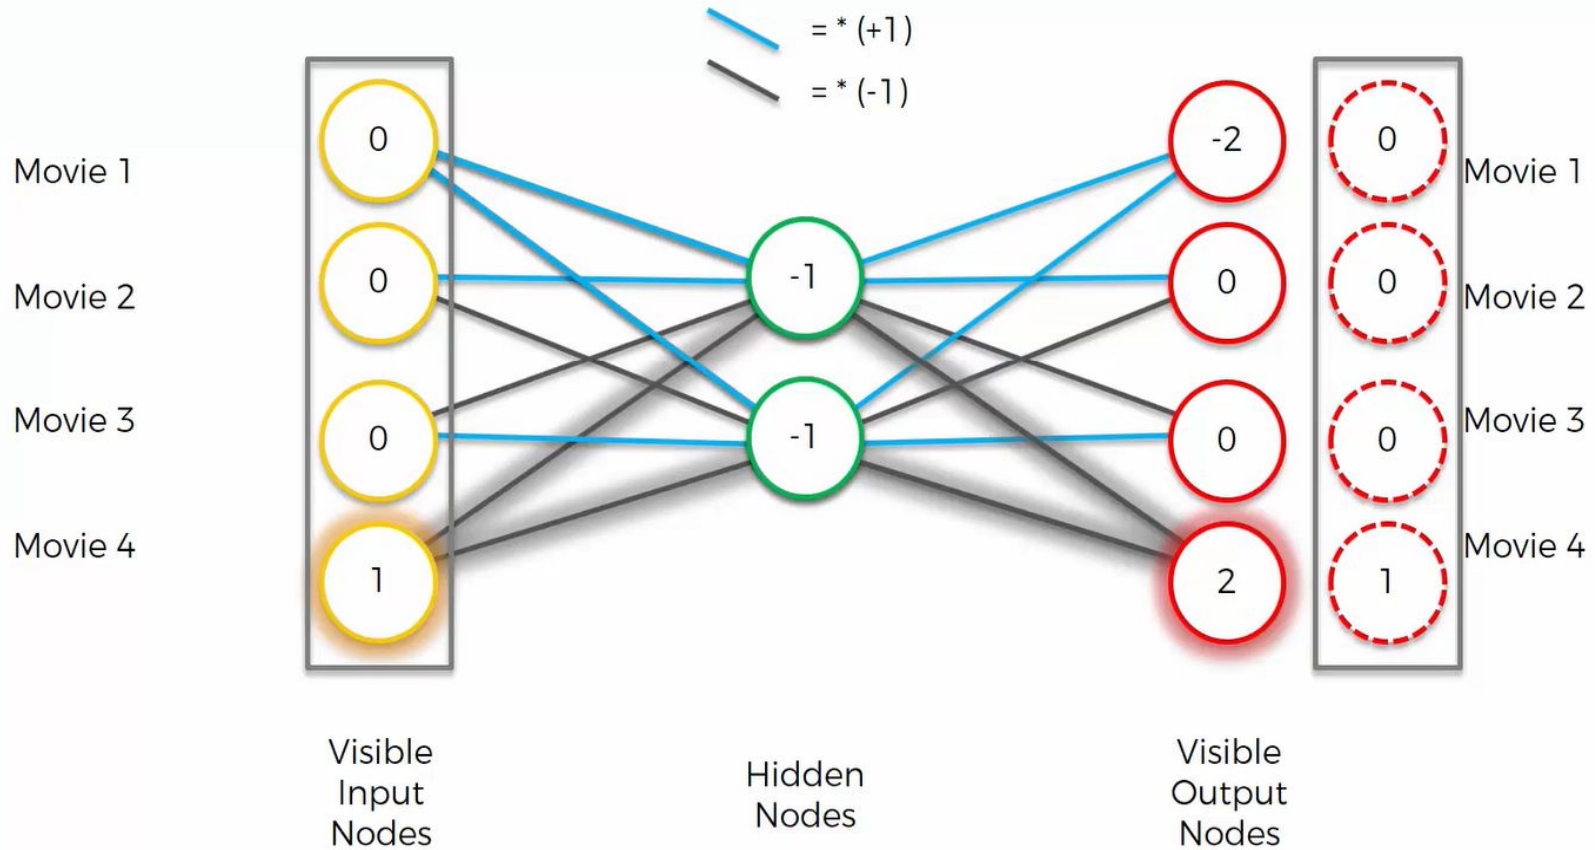 = * (+1)
= * (-1)
Movie 1
0
-2
0
Movie 1
Movie 2
0
-1
0
0
Movie 2
Movie 3
0
-1
0
0
Movie 3
Movie 4
1
2
1
Movie 4
Visible
Input
Nodes
Hidden
Nodes
Visible
Output
Nodes